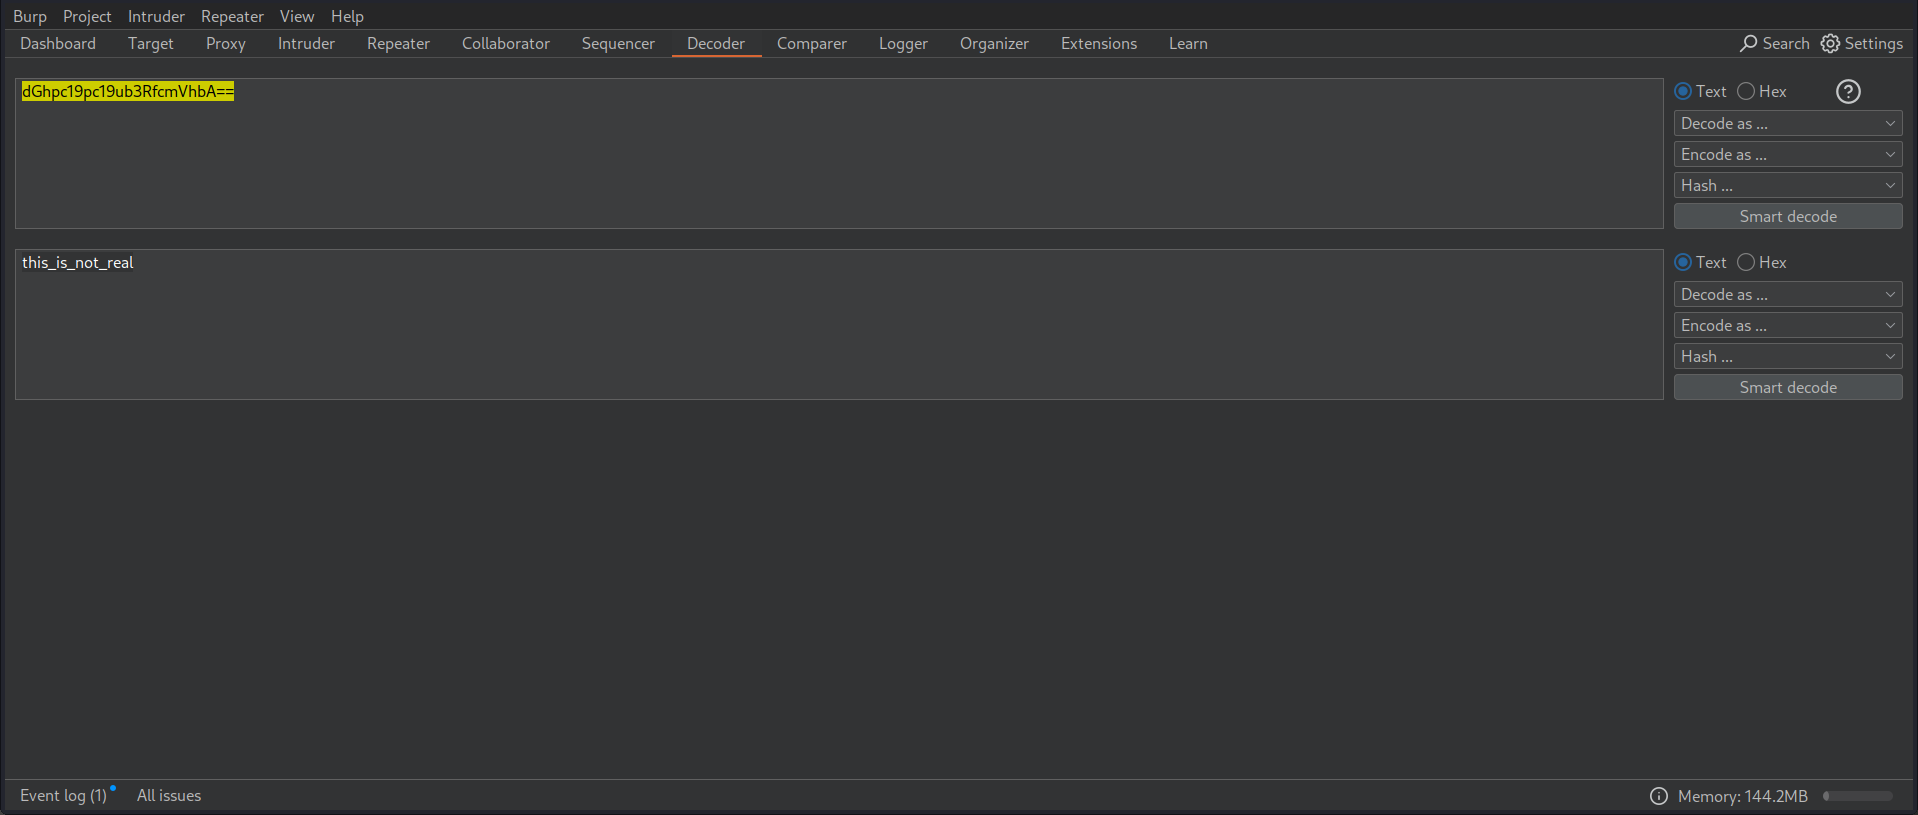 Burp Project Intruder Repeater View Help
Dashboard Target Proxy Intruder Repeater Collaborator Sequencer Decoder Comparer Logger Organizer Extensions Learn Search Settings
dGhpc19pc19ub3RfcmVhbA== Text Hex ?
Decode as ...
Encode as ...
Hash ...
Smart decode
this_is_not_real Text Hex
Decode as ...
Encode as ...
Hash ...
Smart decode
Event log (1) All issues Memory: 144.2MB